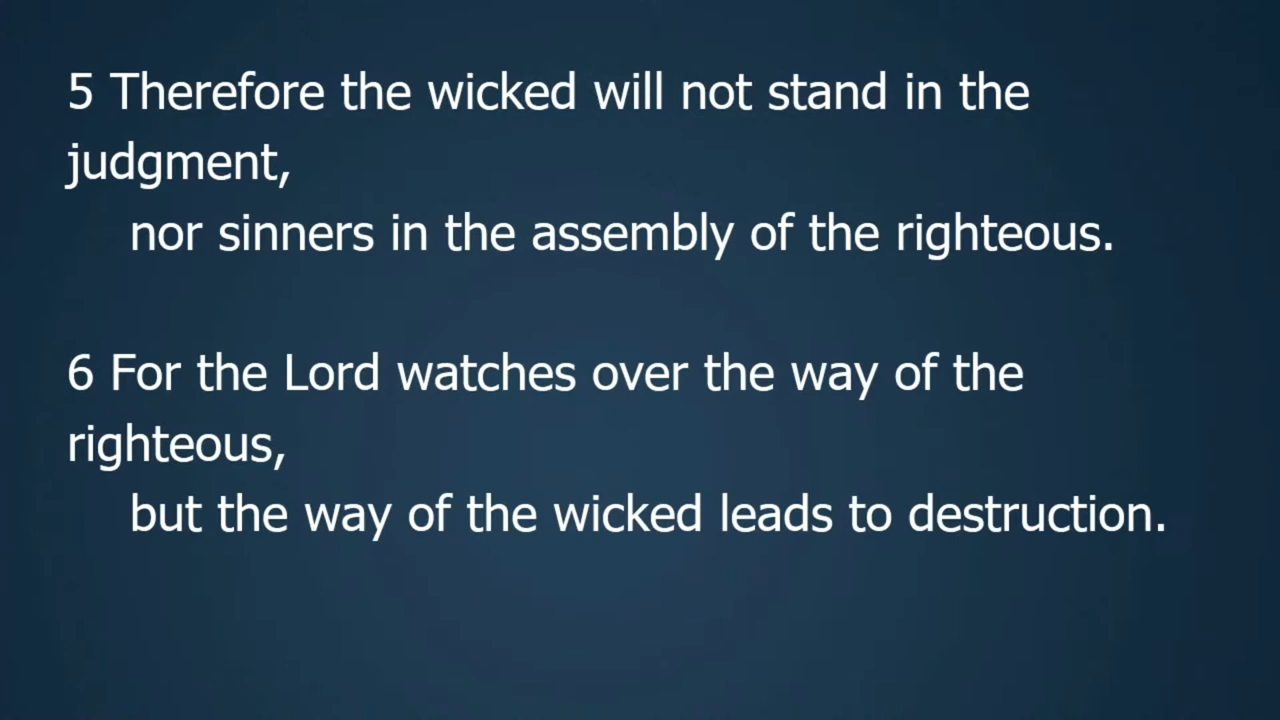 5 Therefore the wicked will not stand in the
judgment,
nor sinners in the assembly of the righteous.
6 For the Lord watches over the way of the
righteous,
but the way of the wicked leads to destruction.